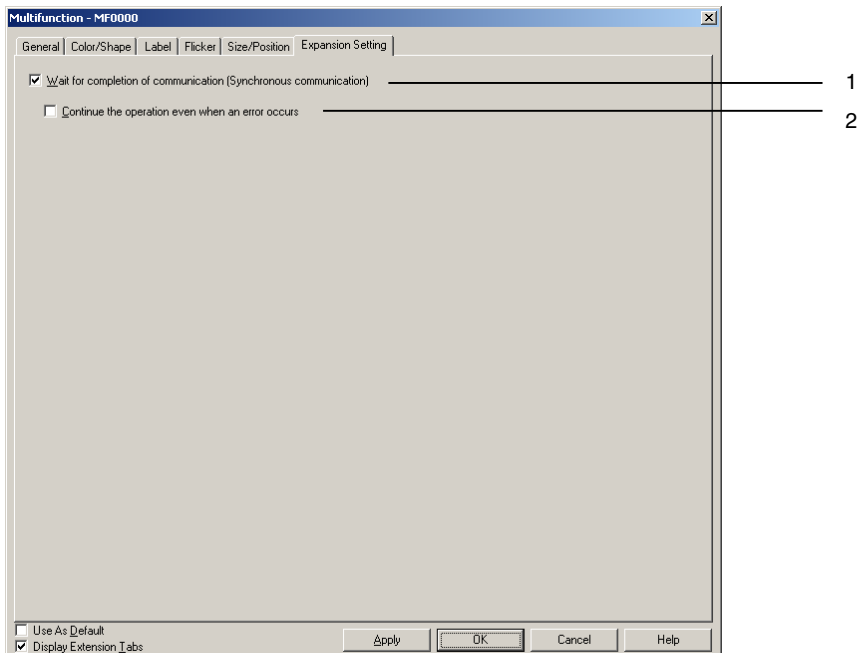 Multifunction - MF0000
General Color/Shape Label Flicker Size/Position Expansion Setting
Wait for completion of communication (Synchronous communication)
1
Continue the operation even when an error occurs
2
Use As Default
Display Extension Tabs
Apply OK Cancel Help